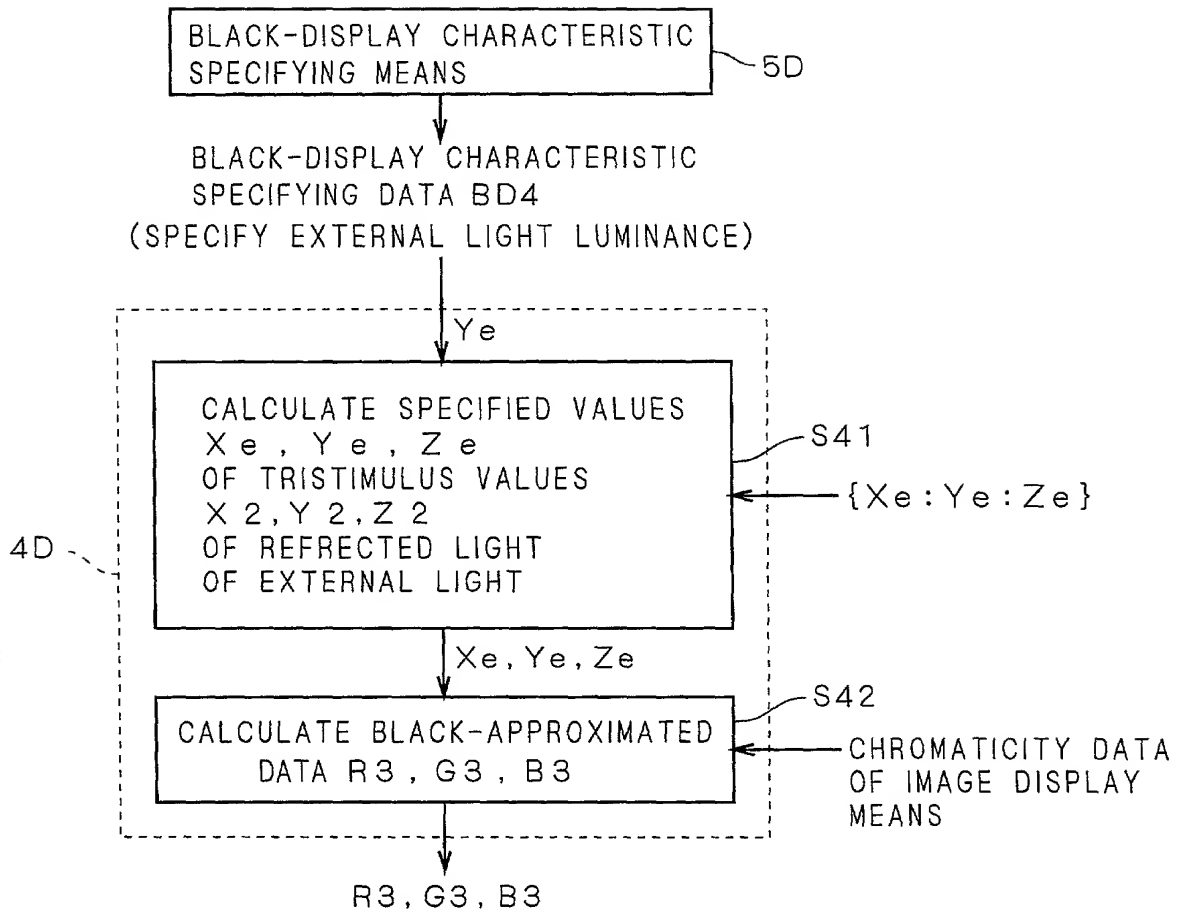 BLACK-DISPLAY CHARACTERISTIC
SPECIFYING MEANS
5D
BLACK-DISPLAY CHARACTERISTIC
SPECIFYING DATA BD4
(SPECIFY EXTERNAL LIGHT LUMINANCE)
Ye
CALCULATE SPECIFIED VALUES
Xe, Ye, Ze
OF TRISTIMULUS VALUES
X2, Y2, Z2
OF REFRECTED LIGHT
OF EXTERNAL LIGHT
S41
{Xe:Ye:Ze}
4D
Xe, Ye, Ze
CALCULATE BLACK-APPROXIMATED
DATA R3, G3, B3
S42
CHROMATICITY DATA
OF IMAGE DISPLAY
MEANS
R3, G3, B3